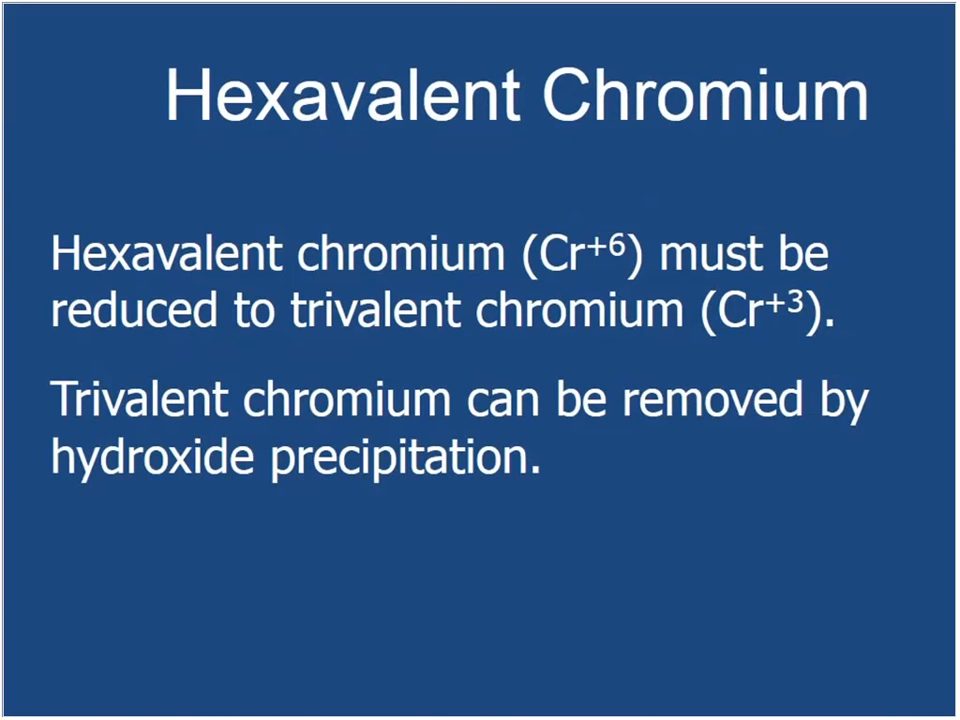 Hexavalent Chromium
Hexavalent chromium (Cr⁺⁶) must be
reduced to trivalent chromium (Cr⁺³).
Trivalent chromium can be removed by
hydroxide precipitation.